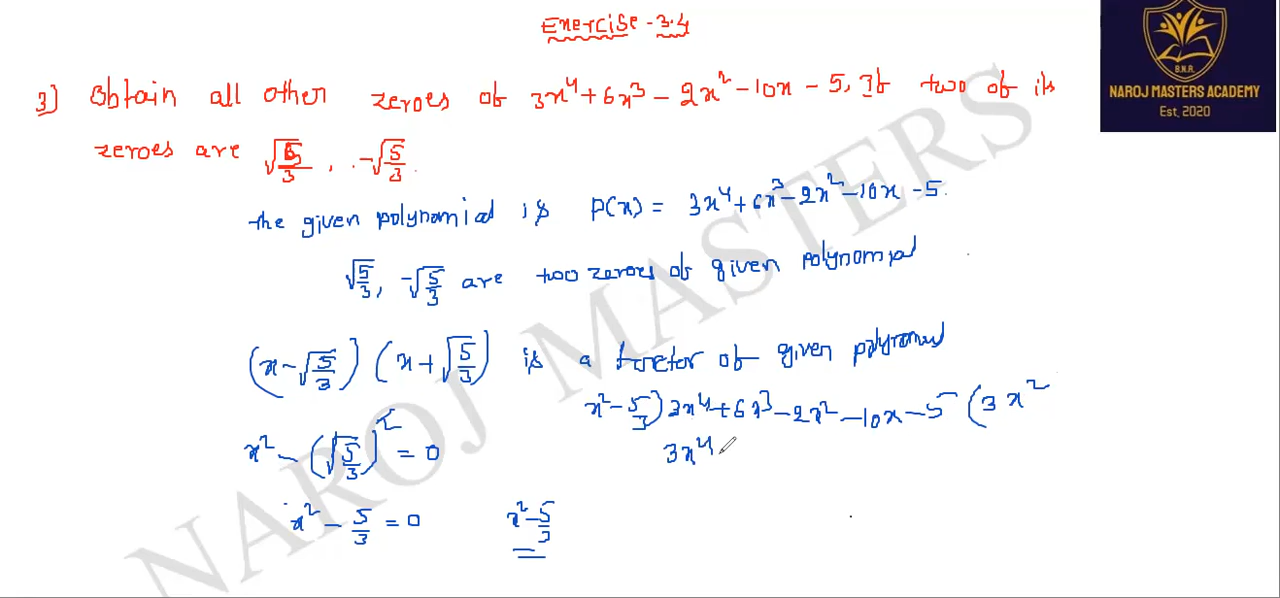 Exercise - 3.4
B.N.R.
NAROJ MASTERS ACADEMY
Est, 2020
3) Obtain all other zeroes of 3x⁴ + 6x³ - 2x² - 10x - 5, If two of its
zeroes are √5/3, -√5/3.
the given polynomial is P(x) = 3x⁴ + 6x³ - 2x² - 10x - 5.
√5/3, -√5/3 are two zeroes of given polynomial
(x - √5/3) (x + √5/3) is a factor of given polynomial
x² - 5/3) 3x⁴ + 6x³ - 2x² - 10x - 5 (3x²
3x⁴
x² - (√5/3)² = 0
x² - 5/3 = 0
x² - 5/3
NAROJ MASTERS